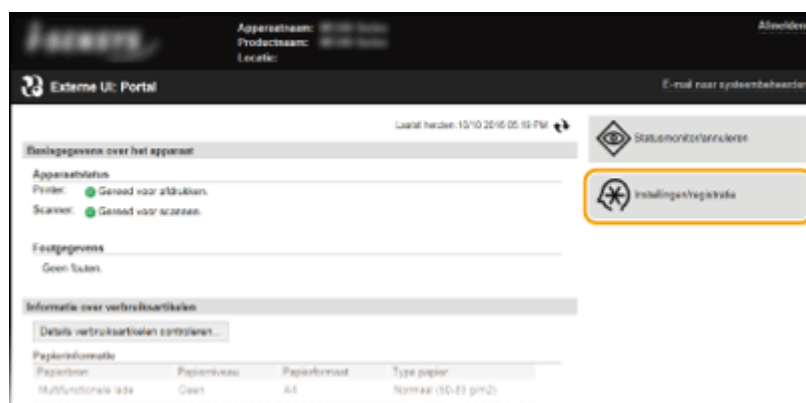 Apparaatnaam:
Afmelden
Productnaam:
Locatie:
Externe UI: Portal
E-mail naar systeembeheerder
Laatst herzien: 13/10 2016 05:19 PM
Statusmonitor/annuleren
Basisgegevens over het apparaat
Apparaatstatus
Printer: Gereed voor afdrukken.
Instellingen/registratie
Scanner: Gereed voor scannen.
Foutgegevens
Geen fouten.
Informatie over verbruiksartikelen
Details verbruiksartikelen controleren...
Papierinformatie
Papierbron Papierniveau Papierformaat Type papier
Multifunctionele lade Geen A4 Normaal (60-89 g/m2)